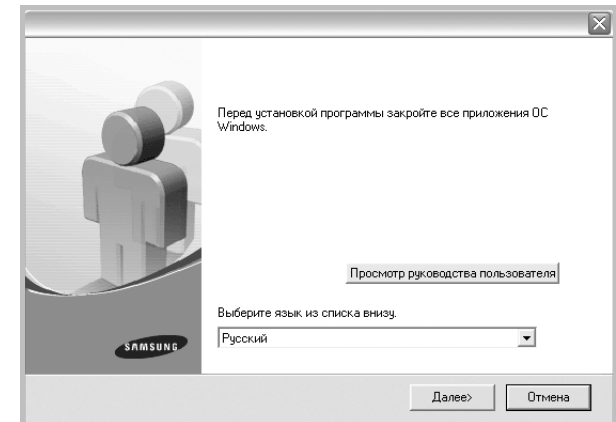 Перед установкой программы закройте все приложения ОС
Windows.
Просмотр руководства пользователя
Выберите язык из списка внизу.
Русский
SAMSUNG
Далее>
Отмена